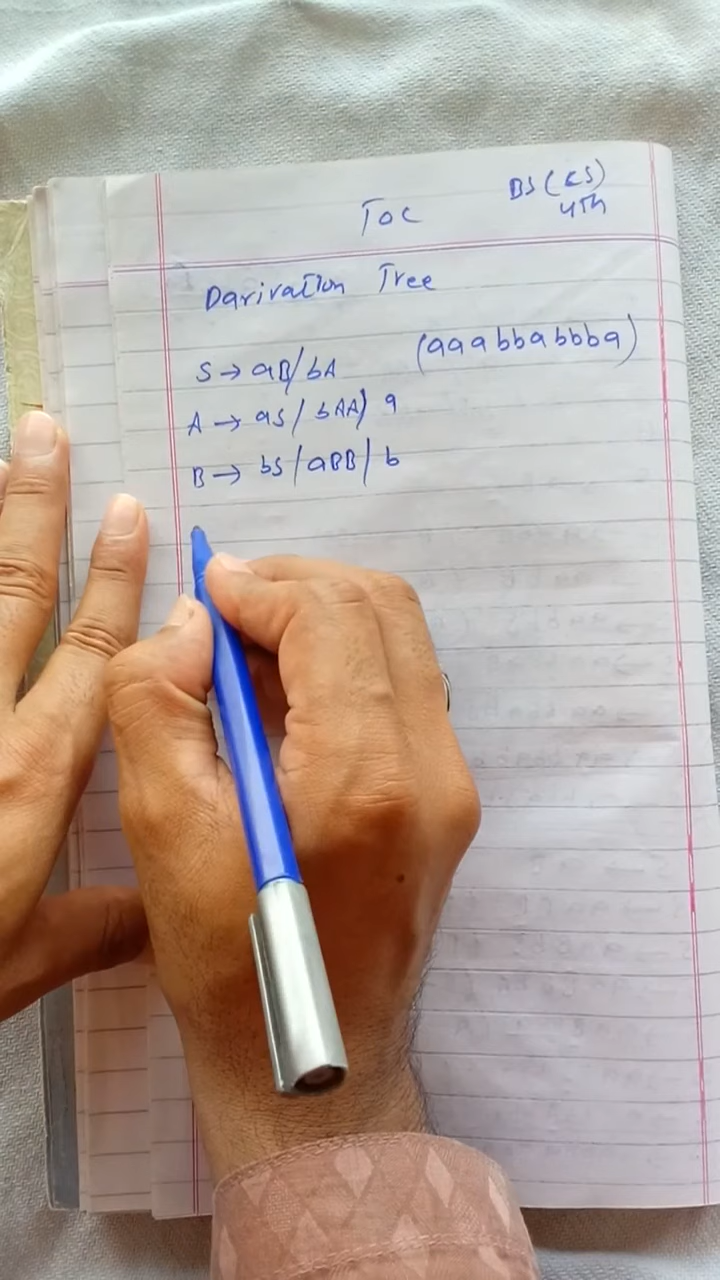 TOC
BS (CS)
4th
Darivation Tree
S → aB/bA (aaabbabbba)
A → aS/bAA/a
B → bS/aBB/b